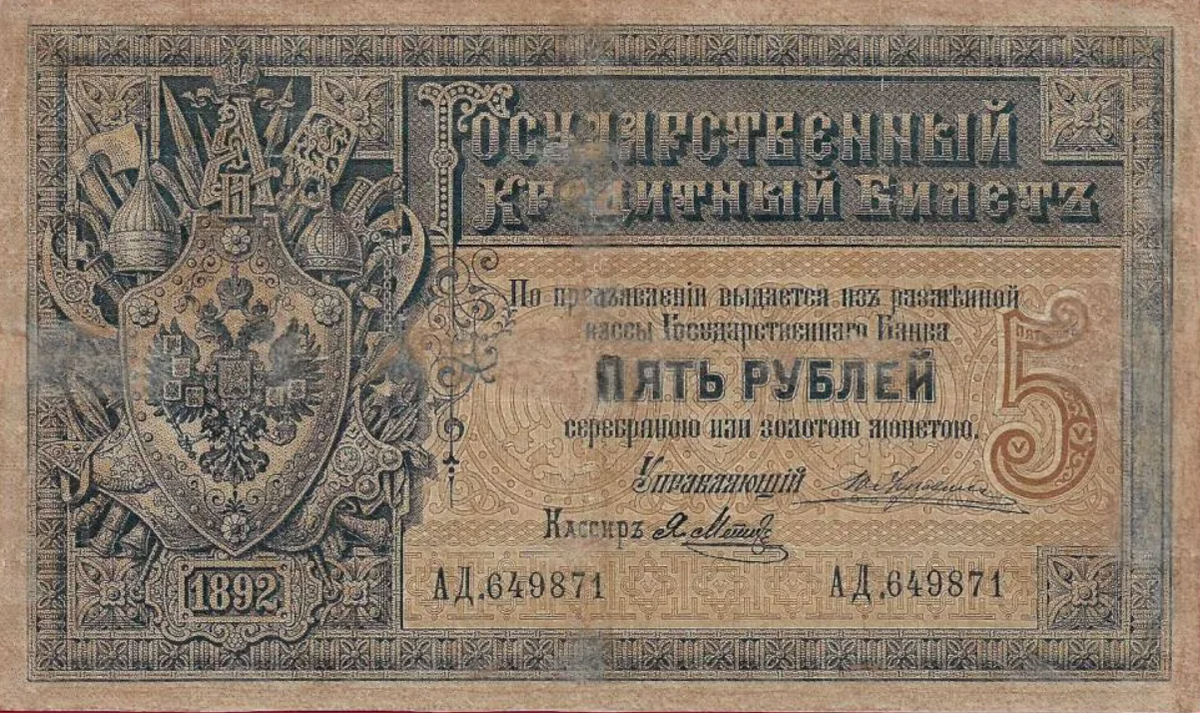 Государственный
Кредитный Билетъ
По предъявленіи выдается изъ размѣнной
кассы Государственнаго Банка
ПЯТЬ РУБЛЕЙ
серебряною или золотою монетою.
5
Управляющій
Кассиръ
АД.649871 АД.649871
1892